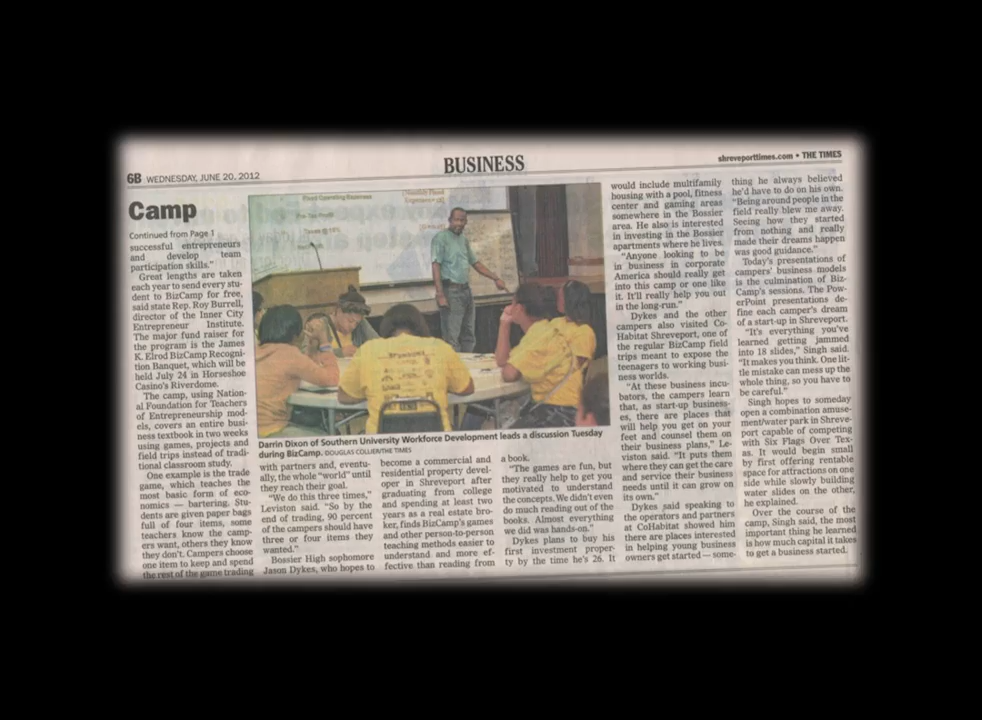 BUSINESS
shreveporttimes.com • THE TIMES
6B WEDNESDAY, JUNE 20, 2012
Camp
Continued from Page 1
successful entrepreneurs
and develop team
participation skills."
Great lengths are taken
each year to send every stu-
dent to BizCamp for free,
said state Rep. Roy Burrell,
director of the Inner City
Entrepreneur Institute.
The major fund raiser for
the program is the James
K. Elrod BizCamp Recogni-
tion Banquet, which will be
held July 24 in Horseshoe
Casino's Riverdome.
The camp, using Nation-
al Foundation for Teachers
of Entrepreneurship mod-
els, covers an entire busi-
ness textbook in two weeks
using games, projects and
field trips instead of tradi-
tional classroom study.
One example is the trade
game, which teaches the
most basic form of eco-
nomics — bartering. Stu-
dents are given paper bags
full of four items, some
teachers know the camp-
ers want, others they know
they don't. Campers choose
one item to keep and spend
the rest of the game trading
Fixed Operating Expenses
Pre-Tax Profit
Darrin Dixon of Southern University Workforce Development leads a discussion Tuesday
during BizCamp. DOUGLAS COLLIER/THE TIMES
with partners and, eventu-
ally, the whole "world" until
they reach their goal.
"We do this three times,"
Leviston said. "So by the
end of trading, 90 percent
of the campers should have
three or four items they
wanted."
Bossier High sophomore
Jason Dykes, who hopes to
become a commercial and
residential property devel-
oper in Shreveport after
graduating from college
and spending at least two
years as a real estate bro-
ker, finds BizCamp's games
and other person-to-person
teaching methods easier to
understand and more ef-
fective than reading from
a book.
"The games are fun, but
they really help to get you
motivated to understand
the concepts. We didn't even
do much reading out of the
books. Almost everything
we did was hands-on."
Dykes plans to buy his
first investment proper-
ty by the time he's 26. It
would include multifamily
housing with a pool, fitness
center and gaming areas
somewhere in the Bossier
area. He also is interested
in investing in the Bossier
apartments where he lives.
"Anyone looking to be
in business in corporate
America should really get
into this camp or one like
it. It'll really help you out
in the long-run."
Dykes and the other
campers also visited Co-
Habitat Shreveport, one of
the regular BizCamp field
trips meant to expose the
teenagers to working busi-
ness worlds.
"At these business incu-
bators, the campers learn
that, as start-up business-
es, there are places that
will help you get on your
feet and counsel them on
their business plans," Le-
viston said. "It puts them
where they can get the care
and service their business
needs until it can grow on
its own."
Dykes said speaking to
the operators and partners
at CoHabitat showed him
there are places interested
in helping young business
owners get started — some-
thing he always believed
he'd have to do on his own.
"Being around people in the
field really blew me away.
Seeing how they started
from nothing and really
made their dreams happen
was good guidance."
Today's presentations of
campers' business models
is the culmination of Biz-
Camp's sessions. The Pow-
erPoint presentations de-
fine each camper's dream
of a start-up in Shreveport.
"It's everything you've
learned getting jammed
into 18 slides," Singh said.
"It makes you think. One lit-
tle mistake can mess up the
whole thing, so you have to
be careful."
Singh hopes to someday
open a combination amuse-
ment/water park in Shreve-
port capable of competing
with Six Flags Over Tex-
as. It would begin small
by first offering rentable
space for attractions on one
side while slowly building
water slides on the other,
he explained.
Over the course of the
camp, Singh said, the most
important thing he learned
is how much capital it takes
to get a business started.